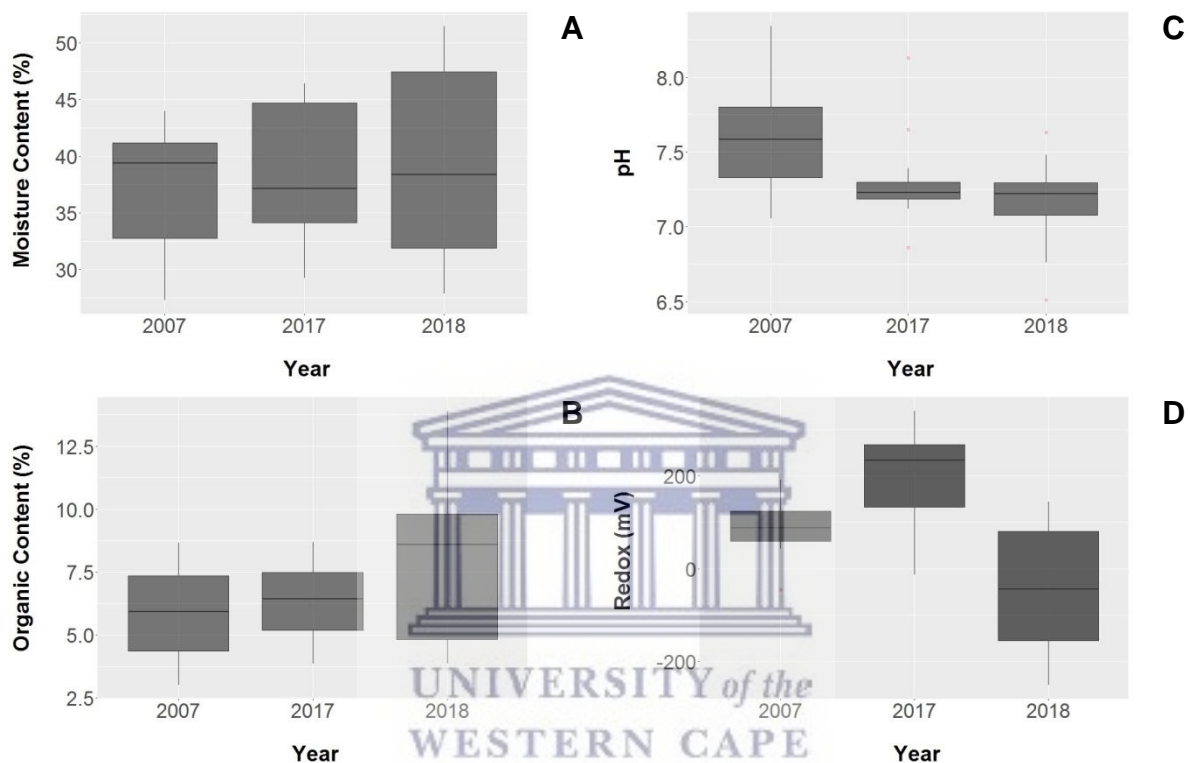 A
Moisture Content (%)
50
45
40
35
30
2007 2017 2018
Year
C
pH
8.0
7.5
7.0
6.5
2007 2017 2018
Year
B
Organic Content (%)
12.5
10.0
7.5
5.0
2.5
2007 2017 2018
Year
D
Redox (mV)
200
0
-200
2007 2017 2018
Year
UNIVERSITY of the
WESTERN CAPE